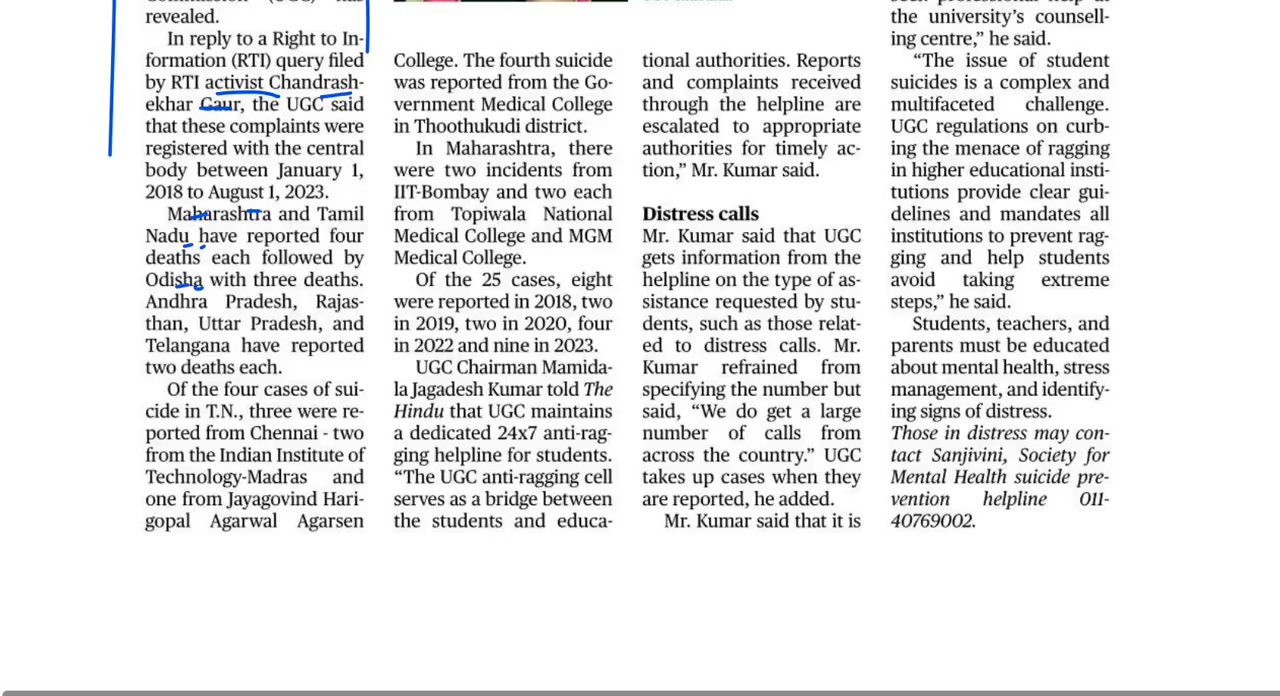 revealed.
In reply to a Right to In-
formation (RTI) query filed
by RTI activist Chandrash-
ekhar Gaur, the UGC said
that these complaints were
registered with the central
body between January 1,
2018 to August 1, 2023.
Maharashtra and Tamil
Nadu have reported four
deaths each followed by
Odisha with three deaths.
Andhra Pradesh, Rajas-
than, Uttar Pradesh, and
Telangana have reported
two deaths each.
Of the four cases of sui-
cide in T.N., three were re-
ported from Chennai - two
from the Indian Institute of
Technology-Madras and
one from Jayagovind Hari-
gopal Agarwal Agarsen
College. The fourth suicide
was reported from the Go-
vernment Medical College
in Thoothukudi district.
In Maharashtra, there
were two incidents from
IIT-Bombay and two each
from Topiwala National
Medical College and MGM
Medical College.
Of the 25 cases, eight
were reported in 2018, two
in 2019, two in 2020, four
in 2022 and nine in 2023.
UGC Chairman Mamida-
la Jagadesh Kumar told The
Hindu that UGC maintains
a dedicated 24x7 anti-rag-
ging helpline for students.
“The UGC anti-ragging cell
serves as a bridge between
the students and educa-
tional authorities. Reports
and complaints received
through the helpline are
escalated to appropriate
authorities for timely ac-
tion,” Mr. Kumar said.
Distress calls
Mr. Kumar said that UGC
gets information from the
helpline on the type of as-
sistance requested by stu-
dents, such as those relat-
ed to distress calls. Mr.
Kumar refrained from
specifying the number but
said, “We do get a large
number of calls from
across the country.” UGC
takes up cases when they
are reported, he added.
Mr. Kumar said that it is
the university’s counsell-
ing centre,” he said.
“The issue of student
suicides is a complex and
multifaceted challenge.
UGC regulations on curb-
ing the menace of ragging
in higher educational insti-
tutions provide clear gui-
delines and mandates all
institutions to prevent rag-
ging and help students
avoid taking extreme
steps,” he said.
Students, teachers, and
parents must be educated
about mental health, stress
management, and identify-
ing signs of distress.
Those in distress may con-
tact Sanjivini, Society for
Mental Health suicide pre-
vention helpline 011-
40769002.